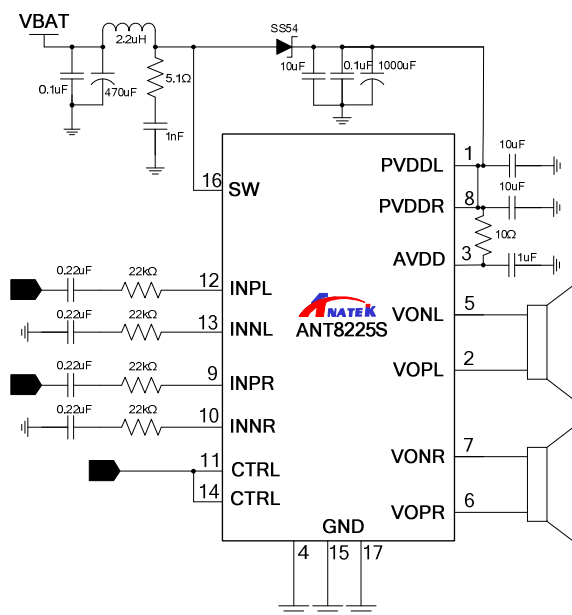 VBAT
2.2uH
SS54
0.1uF
470uF
5.1Ω
1nF
10uF
0.1uF
1000uF
16
SW
PVDDL
1
10uF
PVDDR
8
10uF
10Ω
AVDD
3
1uF
0.22uF
22kΩ
12
INPL
0.22uF
22kΩ
13
INNL
0.22uF
22kΩ
9
INPR
0.22uF
22kΩ
10
INNR
11
CTRL
14
CTRL
ANATEK
ANT8225S
VONL
5
VOPL
2
VONR
7
VOPR
6
GND
4
15
17